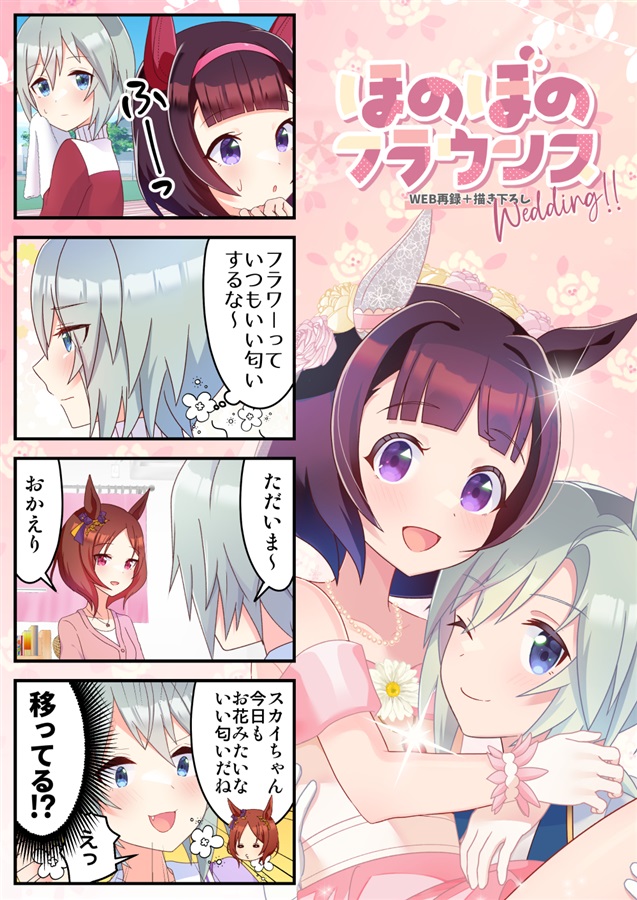 ほのぼの
フラウンス
WEB再録＋描き下ろし
Wedding!!
ふーっ
フラワーって
いつもいい匂い
するな〜
ただいま〜
おかえり
スカイちゃん
今日も
お花みたいな
いい匂いだね
えっ
移ってる!?